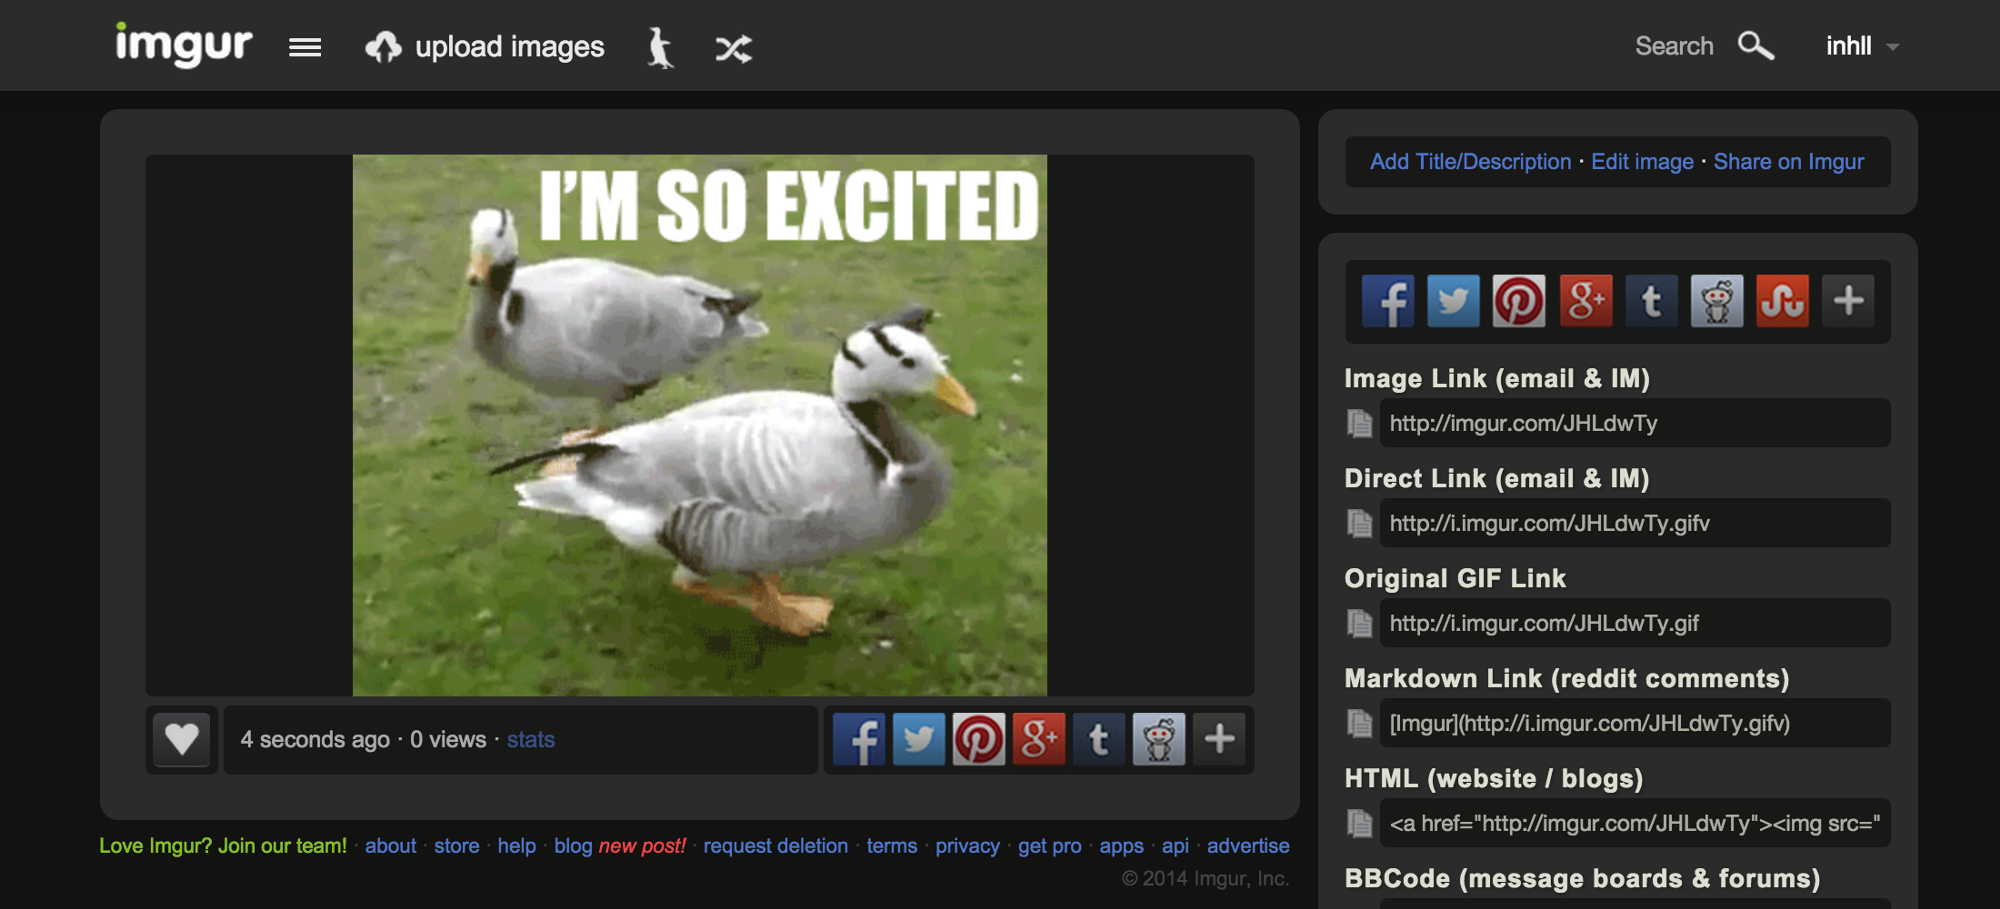 imgur
upload images
Search
inhll
I'M SO EXCITED
4 seconds ago · 0 views · stats
Love Imgur? Join our team! · about · store · help · blog new post! · request deletion · terms · privacy · get pro · apps · api · advertise
© 2014 Imgur, Inc.
Add Title/Description · Edit image · Share on Imgur
Image Link (email & IM)
http://imgur.com/JHLdwTy
Direct Link (email & IM)
http://i.imgur.com/JHLdwTy.gifv
Original GIF Link
http://i.imgur.com/JHLdwTy.gif
Markdown Link (reddit comments)
[Imgur](http://i.imgur.com/JHLdwTy.gifv)
HTML (website / blogs)
<a href="http://imgur.com/JHLdwTy"><img src="
BBCode (message boards & forums)